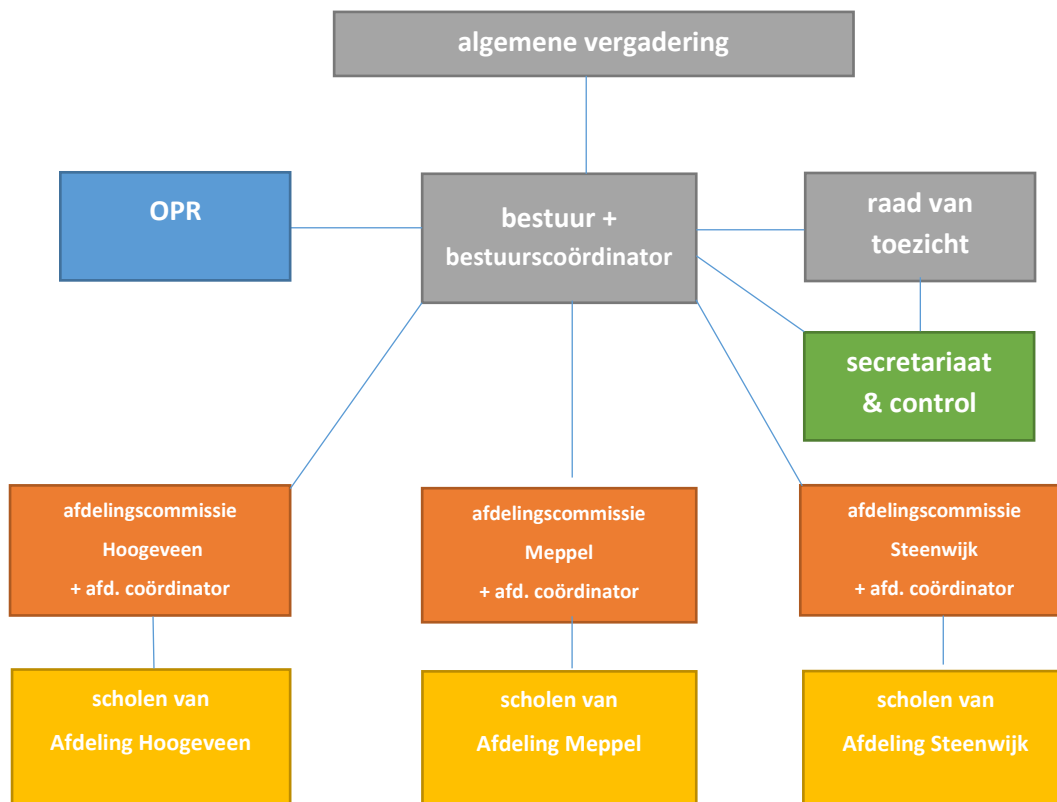 algemene vergadering
OPR
bestuur +
bestuurscoördinator
raad van
toezicht
secretariaat
& control
afdelingscommissie
Hoogeveen
+ afd. coördinator
afdelingscommissie
Meppel
+ afd. coördinator
afdelingscommissie
Steenwijk
+ afd. coördinator
scholen van
Afdeling Hoogeveen
scholen van
Afdeling Meppel
scholen van
Afdeling Steenwijk